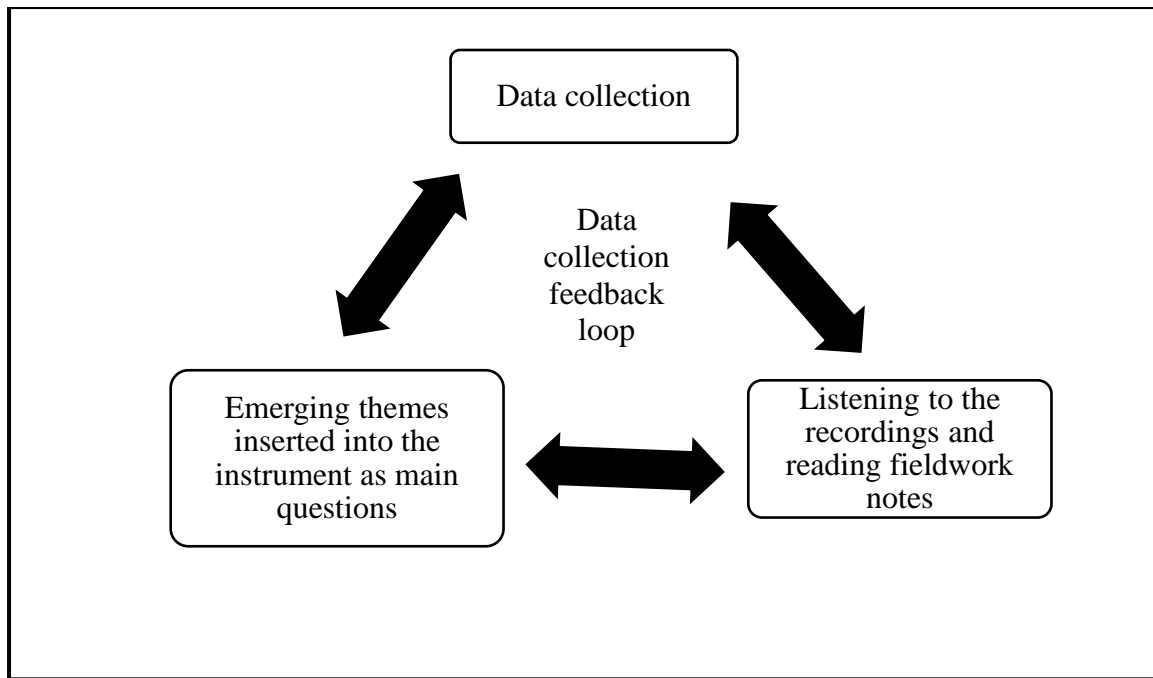 Data collection
Data
collection
feedback
loop
Emerging themes
inserted into the
instrument as main
questions
Listening to the
recordings and
reading fieldwork
notes